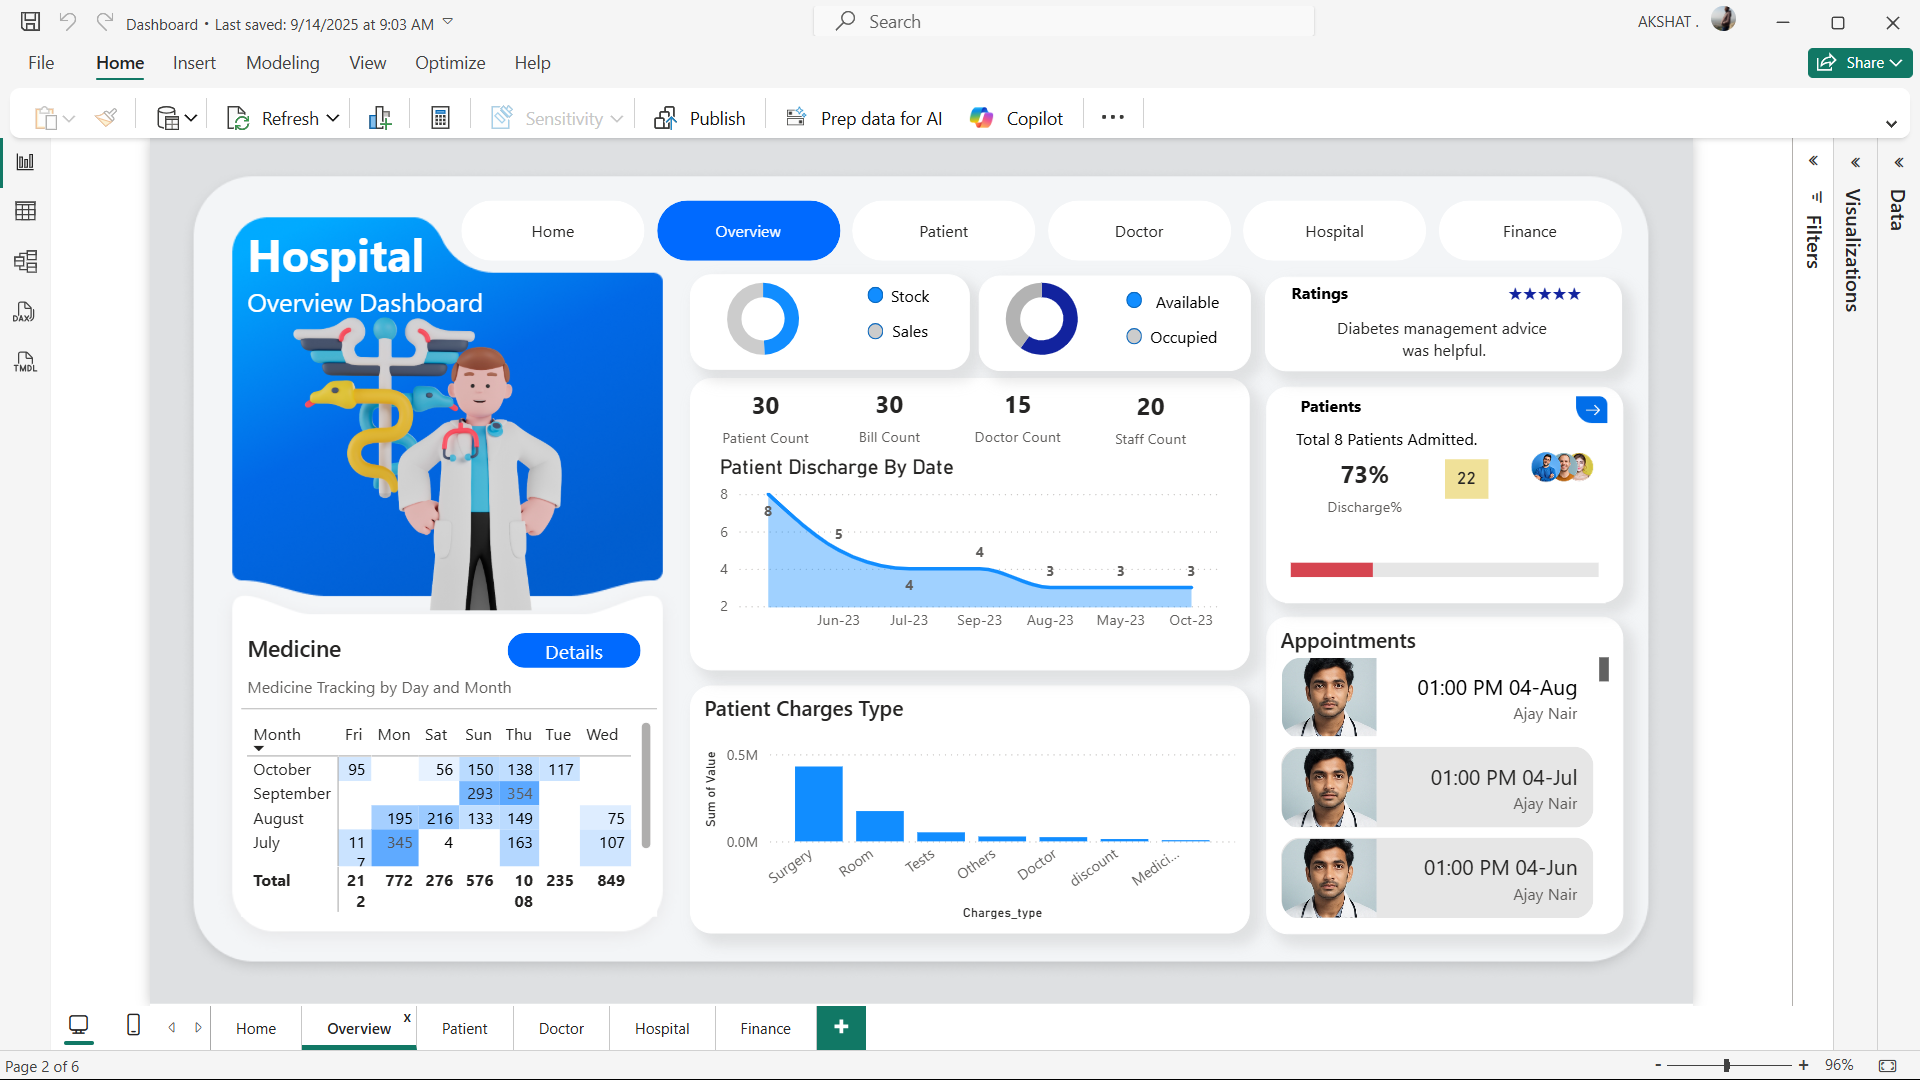 Dashboard • Last saved: 9/14/2025 at 9:03 AM
Search
AKSHAT .
File Home Insert Modeling View Optimize Help
Share
Refresh Sensitivity Publish Prep data for AI Copilot
DAX
TMDL
Filters
Visualizations
Data
Home Overview Patient Doctor Hospital Finance
Hospital
Overview Dashboard
Stock
Sales
Available
Occupied
Ratings
Diabetes management advice
was helpful.
30 30 15 20
Patient Count Bill Count Doctor Count Staff Count
Patient Discharge By Date
8
6
4
2
8 5 4 4 3 3 3
Jun-23 Jul-23 Sep-23 Aug-23 May-23 Oct-23
Patients
Total 8 Patients Admitted.
73% 22
Discharge%
Medicine Details
Medicine Tracking by Day and Month
Month Fri Mon Sat Sun Thu Tue Wed
October 95 56 150 138 117
September 293 354
August 195 216 133 149 75
July 11 345 4 163 107
7
Total 21 772 276 576 10 235 849
2 08
Patient Charges Type
Sum of Value
0.5M
0.0M
Surgery Room Tests Others Doctor discount Medici...
Charges_type
Appointments
01:00 PM 04-Aug
Ajay Nair
01:00 PM 04-Jul
Ajay Nair
01:00 PM 04-Jun
Ajay Nair
Home Overview x Patient Doctor Hospital Finance +
Page 2 of 6
- + 96%